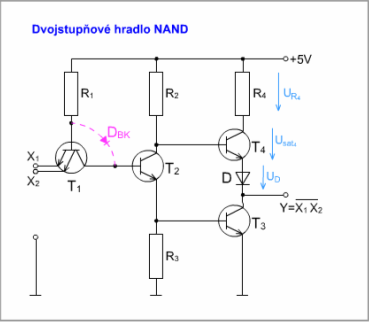 Dvojstupňové hradlo NAND
+5V
R1
R2
R4
UR4
DBK
X1
X2
T1
T2
T4
Usat4
D
UD
Y=X1 X2
T3
R3